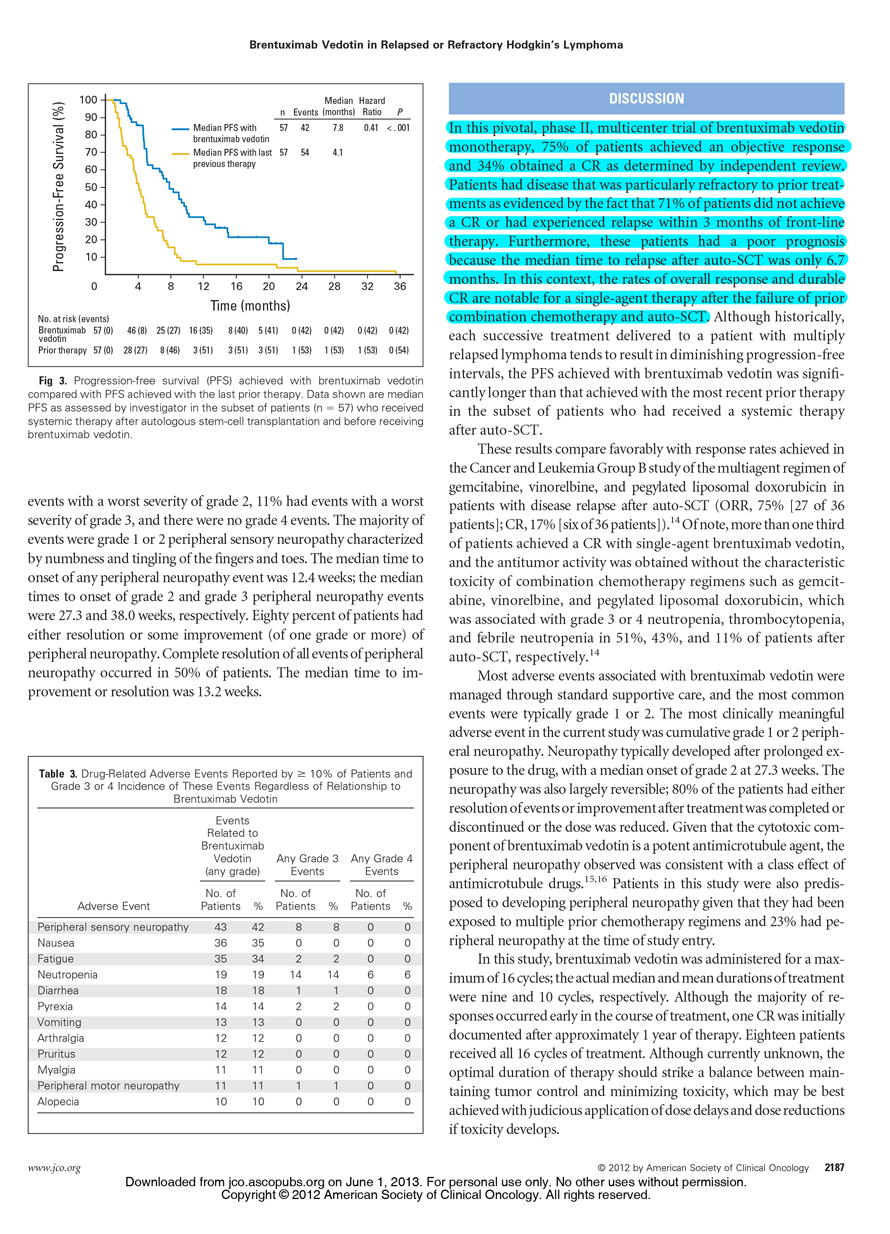 Brentuximab Vedotin in Relapsed or Refractory Hodgkin's Lymphoma
Progression-Free Survival (%)
100
90
80
70
60
50
40
30
20
10
0 4 8 12 16 20 24 28 32 36
Time (months)
n Events Median (months) Hazard Ratio P
Median PFS with brentuximab vedotin 57 42 7.8 0.41 < .001
Median PFS with last previous therapy 57 54 4.1
No. at risk (events)
Brentuximab vedotin 57 (0) 46 (8) 25 (27) 16 (35) 8 (40) 5 (41) 0 (42) 0 (42) 0 (42) 0 (42)
Prior therapy 57 (0) 28 (27) 8 (46) 3 (51) 3 (51) 3 (51) 1 (53) 1 (53) 1 (53) 0 (54)
Fig 3. Progression-free survival (PFS) achieved with brentuximab vedotin
compared with PFS achieved with the last prior therapy. Data shown are median
PFS as assessed by investigator in the subset of patients (n = 57) who received
systemic therapy after autologous stem-cell transplantation and before receiving
brentuximab vedotin.
events with a worst severity of grade 2, 11% had events with a worst
severity of grade 3, and there were no grade 4 events. The majority of
events were grade 1 or 2 peripheral sensory neuropathy characterized
by numbness and tingling of the fingers and toes. The median time to
onset of any peripheral neuropathy event was 12.4 weeks; the median
times to onset of grade 2 and grade 3 peripheral neuropathy events
were 27.3 and 38.0 weeks, respectively. Eighty percent of patients had
either resolution or some improvement (of one grade or more) of
peripheral neuropathy. Complete resolution of all events of peripheral
neuropathy occurred in 50% of patients. The median time to im-
provement or resolution was 13.2 weeks.
Table 3. Drug-Related Adverse Events Reported by ≥ 10% of Patients and
Grade 3 or 4 Incidence of These Events Regardless of Relationship to
Brentuximab Vedotin
Events
Related to
Brentuximab
Vedotin Any Grade 3 Any Grade 4
(any grade) Events Events
No. of No. of No. of
Adverse Event Patients % Patients % Patients %
Peripheral sensory neuropathy 43 42 8 8 0 0
Nausea 36 35 0 0 0 0
Fatigue 35 34 2 2 0 0
Neutropenia 19 19 14 14 6 6
Diarrhea 18 18 1 1 0 0
Pyrexia 14 14 2 2 0 0
Vomiting 13 13 0 0 0 0
Arthralgia 12 12 0 0 0 0
Pruritus 12 12 0 0 0 0
Myalgia 11 11 0 0 0 0
Peripheral motor neuropathy 11 11 1 1 0 0
Alopecia 10 10 0 0 0 0
DISCUSSION
In this pivotal, phase II, multicenter trial of brentuximab vedotin
monotherapy, 75% of patients achieved an objective response
and 34% obtained a CR as determined by independent review.
Patients had disease that was particularly refractory to prior treat-
ments as evidenced by the fact that 71% of patients did not achieve
a CR or had experienced relapse within 3 months of front-line
therapy. Furthermore, these patients had a poor prognosis
because the median time to relapse after auto-SCT was only 6.7
months. In this context, the rates of overall response and durable
CR are notable for a single-agent therapy after the failure of prior
combination chemotherapy and auto-SCT. Although historically,
each successive treatment delivered to a patient with multiply
relapsed lymphoma tends to result in diminishing progression-free
intervals, the PFS achieved with brentuximab vedotin was signifi-
cantly longer than that achieved with the most recent prior therapy
in the subset of patients who had received a systemic therapy
after auto-SCT.
These results compare favorably with response rates achieved in
the Cancer and Leukemia Group B study of the multiagent regimen of
gemcitabine, vinorelbine, and pegylated liposomal doxorubicin in
patients with disease relapse after auto-SCT (ORR, 75% [27 of 36
patients]; CR, 17% [six of 36 patients]).14 Of note, more than one third
of patients achieved a CR with single-agent brentuximab vedotin,
and the antitumor activity was obtained without the characteristic
toxicity of combination chemotherapy regimens such as gemcit-
abine, vinorelbine, and pegylated liposomal doxorubicin, which
was associated with grade 3 or 4 neutropenia, thrombocytopenia,
and febrile neutropenia in 51%, 43%, and 11% of patients after
auto-SCT, respectively.14
Most adverse events associated with brentuximab vedotin were
managed through standard supportive care, and the most common
events were typically grade 1 or 2. The most clinically meaningful
adverse event in the current study was cumulative grade 1 or 2 periph-
eral neuropathy. Neuropathy typically developed after prolonged ex-
posure to the drug, with a median onset of grade 2 at 27.3 weeks. The
neuropathy was also largely reversible; 80% of the patients had either
resolution of events or improvement after treatment was completed or
discontinued or the dose was reduced. Given that the cytotoxic com-
ponent of brentuximab vedotin is a potent antimicrotubule agent, the
peripheral neuropathy observed was consistent with a class effect of
antimicrotubule drugs.15,16 Patients in this study were also predis-
posed to developing peripheral neuropathy given that they had been
exposed to multiple prior chemotherapy regimens and 23% had pe-
ripheral neuropathy at the time of study entry.
In this study, brentuximab vedotin was administered for a max-
imum of 16 cycles; the actual median and mean durations of treatment
were nine and 10 cycles, respectively. Although the majority of re-
sponses occurred early in the course of treatment, one CR was initially
documented after approximately 1 year of therapy. Eighteen patients
received all 16 cycles of treatment. Although currently unknown, the
optimal duration of therapy should strike a balance between main-
taining tumor control and minimizing toxicity, which may be best
achieved with judicious application of dose delays and dose reductions
if toxicity develops.
www.jco.org © 2012 by American Society of Clinical Oncology 2187
Downloaded from jco.ascopubs.org on June 1, 2013. For personal use only. No other uses without permission.
Copyright © 2012 American Society of Clinical Oncology. All rights reserved.